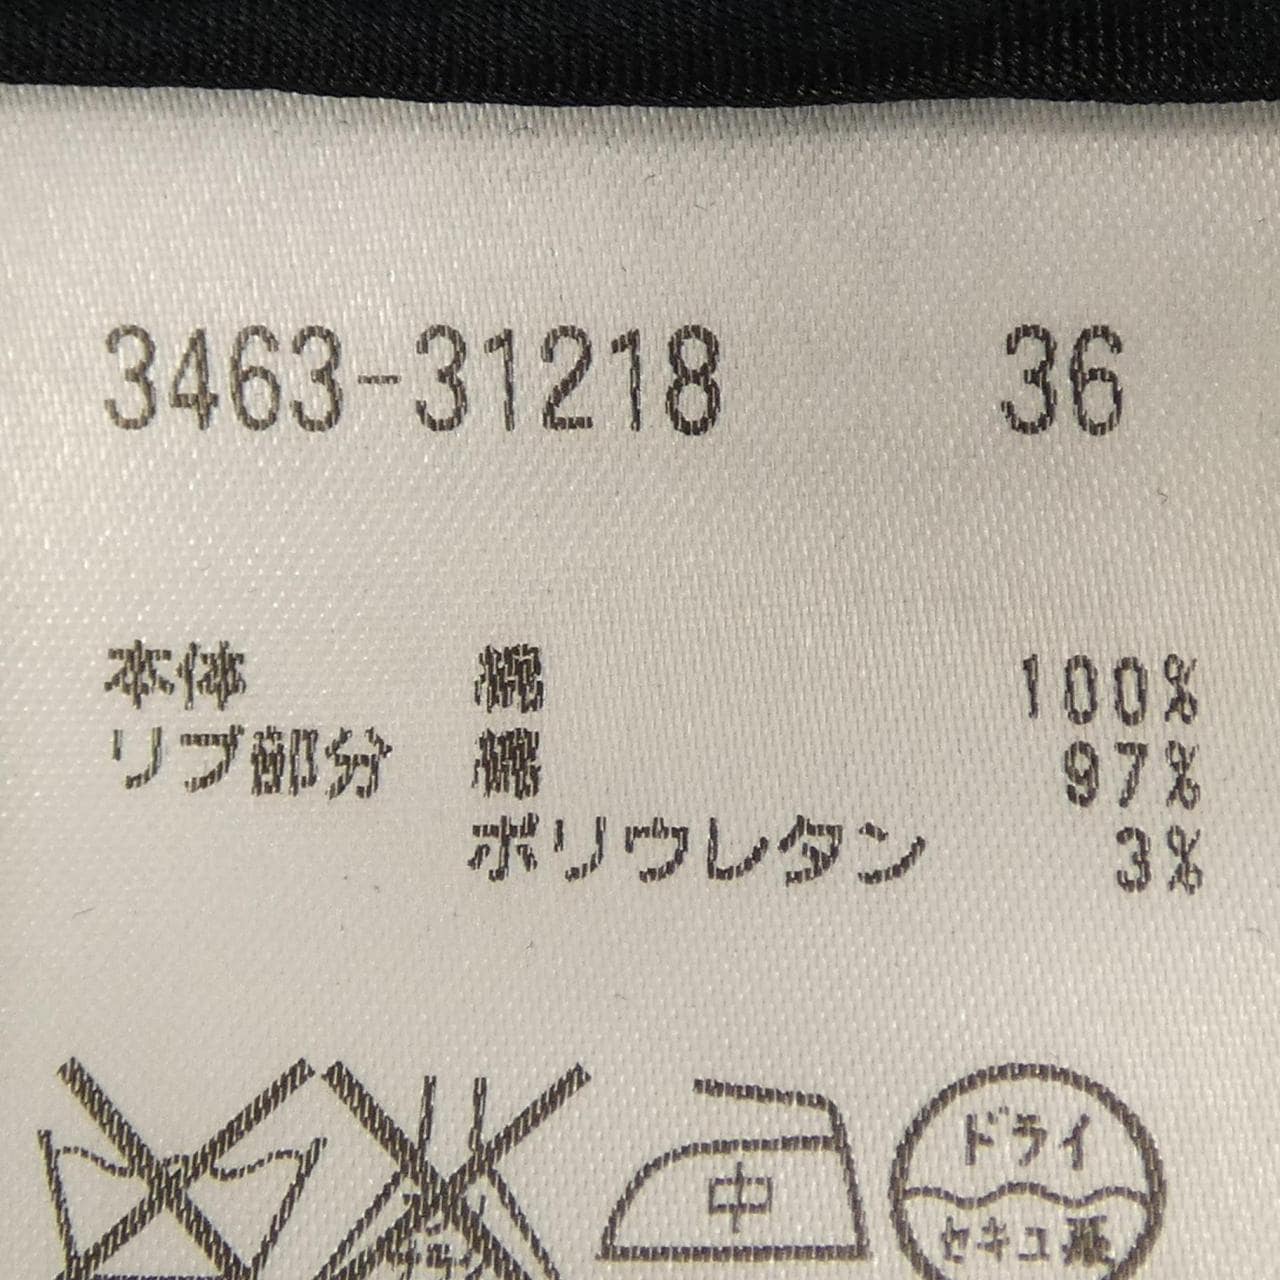 3463-31218 36
本体 綿 100%
リブ部分 綿 97%
ポリウレタン 3%
中
ドライ
セキユ系